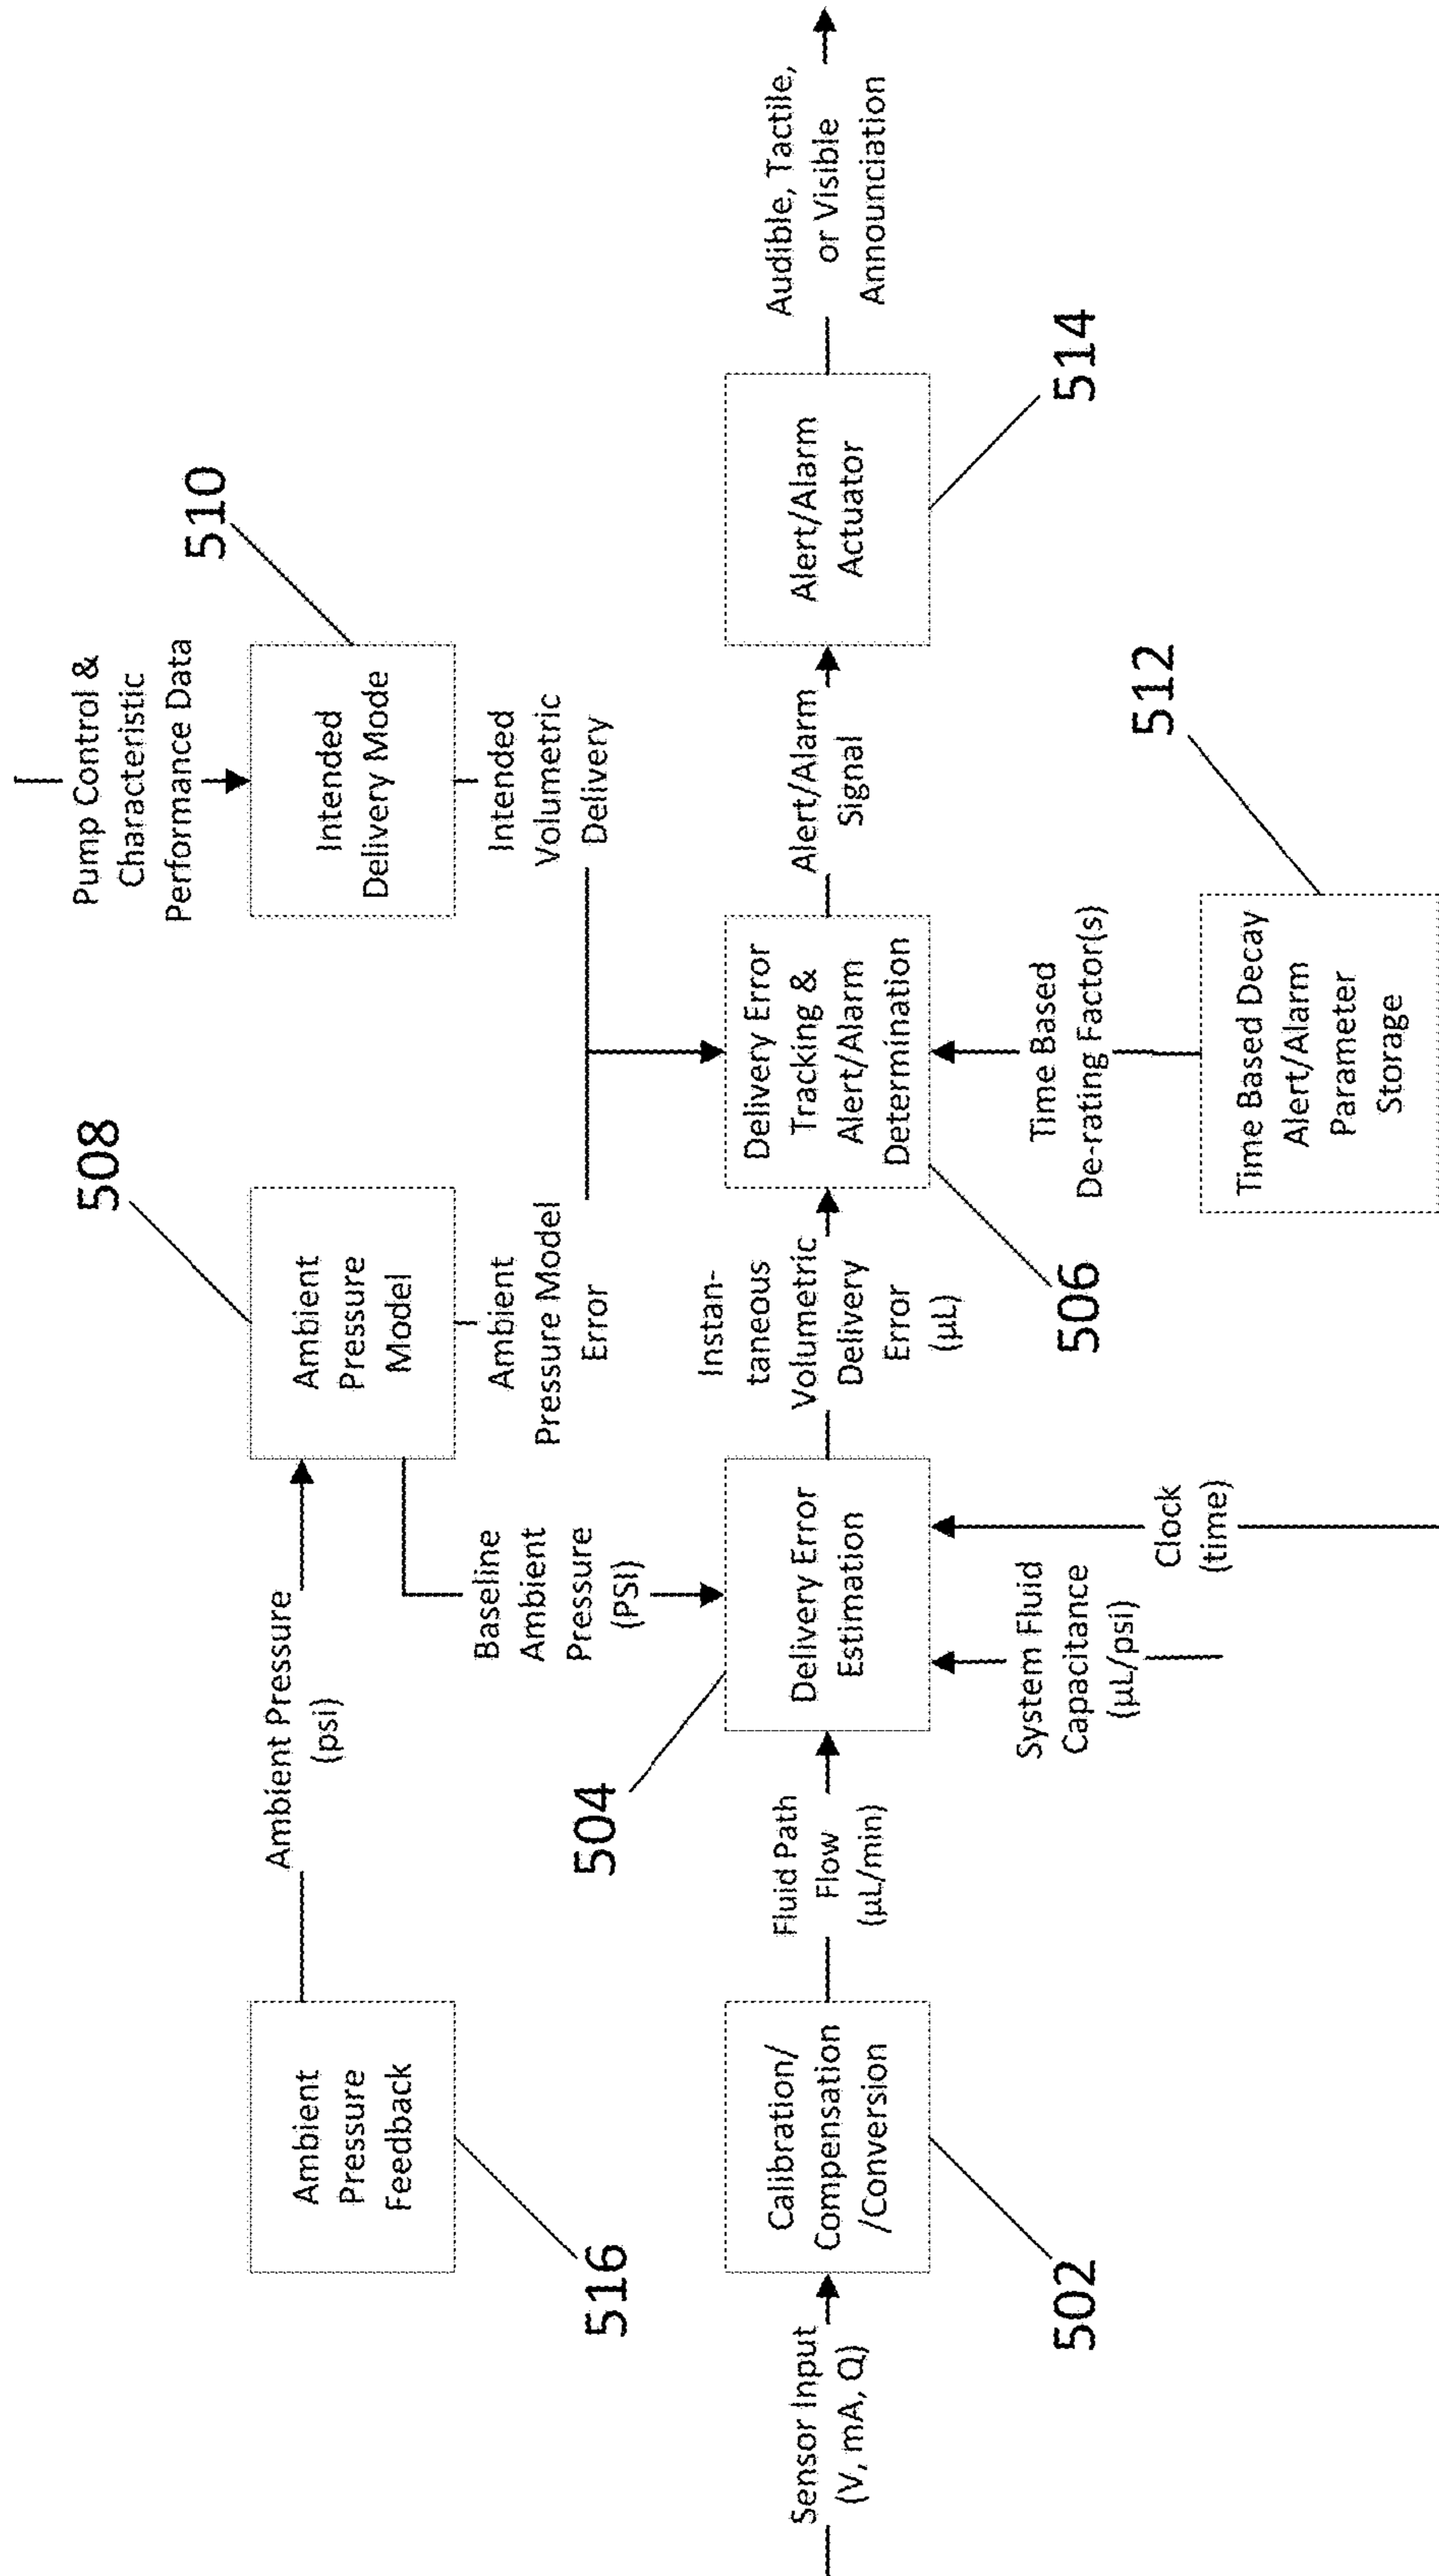 Pump Control &
Characteristic
Performance Data
510
508
Ambient Pressure
(psi)
516
Ambient
Pressure
Feedback
Ambient
Pressure
Model
Intended
Delivery Mode
Baseline
Ambient
Pressure
(PSI)
Ambient
Pressure Model
Error
Intended
Volumetric
Delivery
504
Sensor Input
(V, mA, Q)
Calibration/
Compensation
/Conversion
Fluid Path
Flow
(µL/min)
Delivery Error
Estimation
Instan-
taneous
Volumetric
Delivery
Error
(µL)
Delivery Error
Tracking &
Alert/Alarm
Determination
Alert/Alarm
Signal
Alert/Alarm
Actuator
Audible, Tactile,
or Visible
Announciation
502
System Fluid
Capacitance
(µL/psi)
Clock
(time)
506
Time Based
De-rating Factor(s)
512
514
Time Based Decay
Alert/Alarm
Parameter
Storage